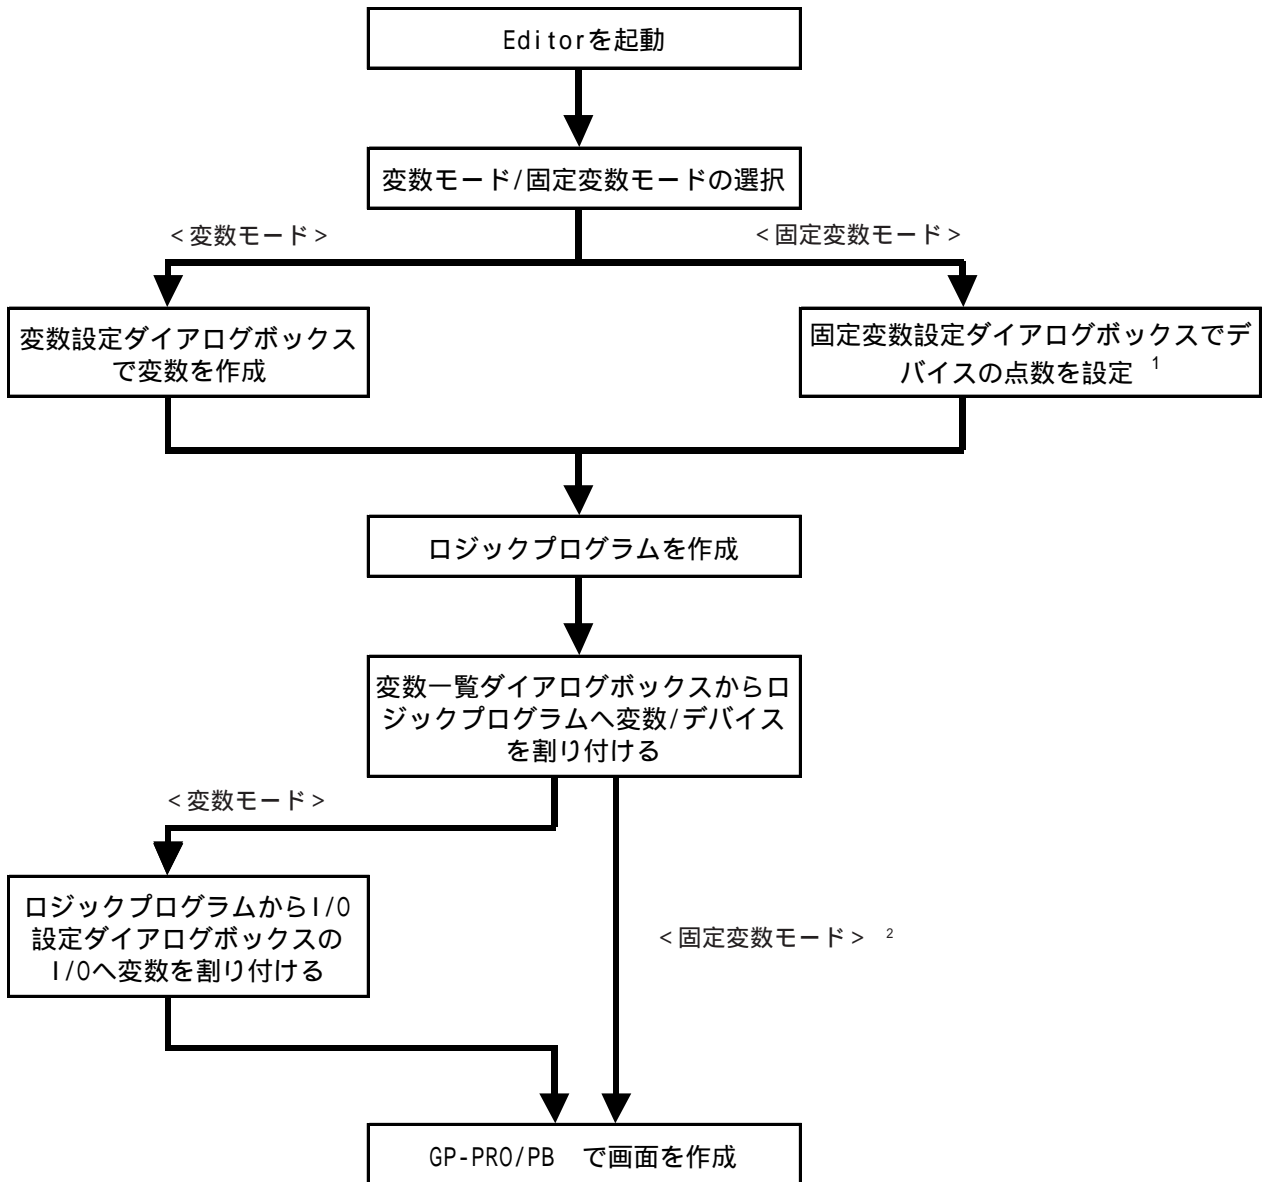 Editorを起動
変数モード/固定変数モードの選択
<変数モード>
<固定変数モード>
変数設定ダイアログボックス
で変数を作成
固定変数設定ダイアログボックスでデ
バイスの点数を設定 1
ロジックプログラムを作成
変数一覧ダイアログボックスからロ
ジックプログラムへ変数/デバイス
を割り付ける
<変数モード>
ロジックプログラムからI/O
設定ダイアログボックスの
I/Oへ変数を割り付ける
<固定変数モード> 2
GP-PRO/PB　で画面を作成